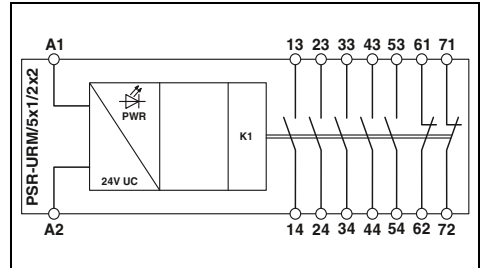 A1 13 23 33 43 53 61 71
PSR-URM/5x1/2x2
PWR
K1
24V UC
A2 14 24 34 44 54 62 72